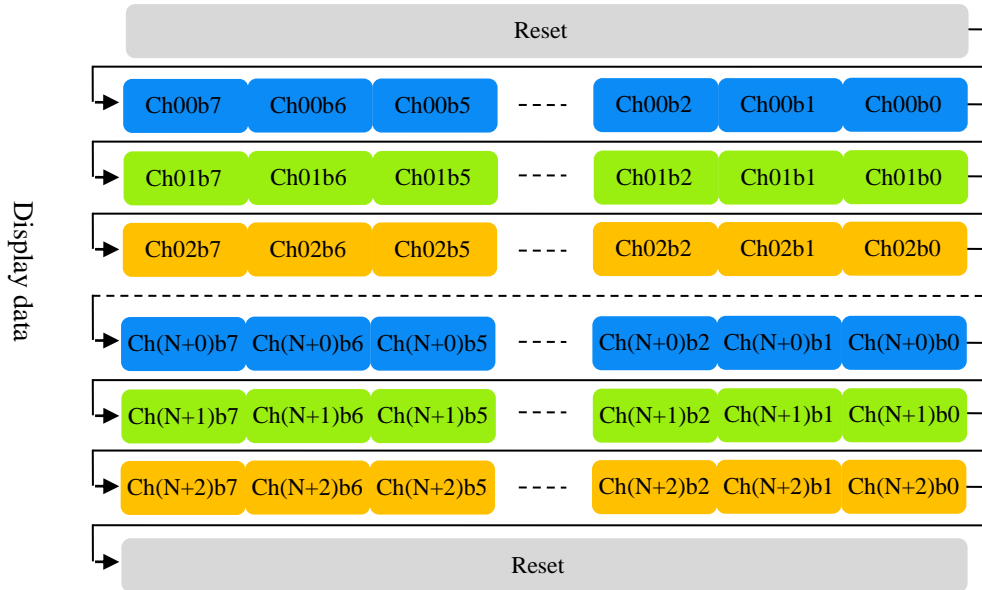 Reset
Ch00b7 Ch00b6 Ch00b5 ---- Ch00b2 Ch00b1 Ch00b0
Ch01b7 Ch01b6 Ch01b5 ---- Ch01b2 Ch01b1 Ch01b0
Ch02b7 Ch02b6 Ch02b5 ---- Ch02b2 Ch02b1 Ch02b0
Display data
Ch(N+0)b7 Ch(N+0)b6 Ch(N+0)b5 ---- Ch(N+0)b2 Ch(N+0)b1 Ch(N+0)b0
Ch(N+1)b7 Ch(N+1)b6 Ch(N+1)b5 ---- Ch(N+1)b2 Ch(N+1)b1 Ch(N+1)b0
Ch(N+2)b7 Ch(N+2)b6 Ch(N+2)b5 ---- Ch(N+2)b2 Ch(N+2)b1 Ch(N+2)b0
Reset